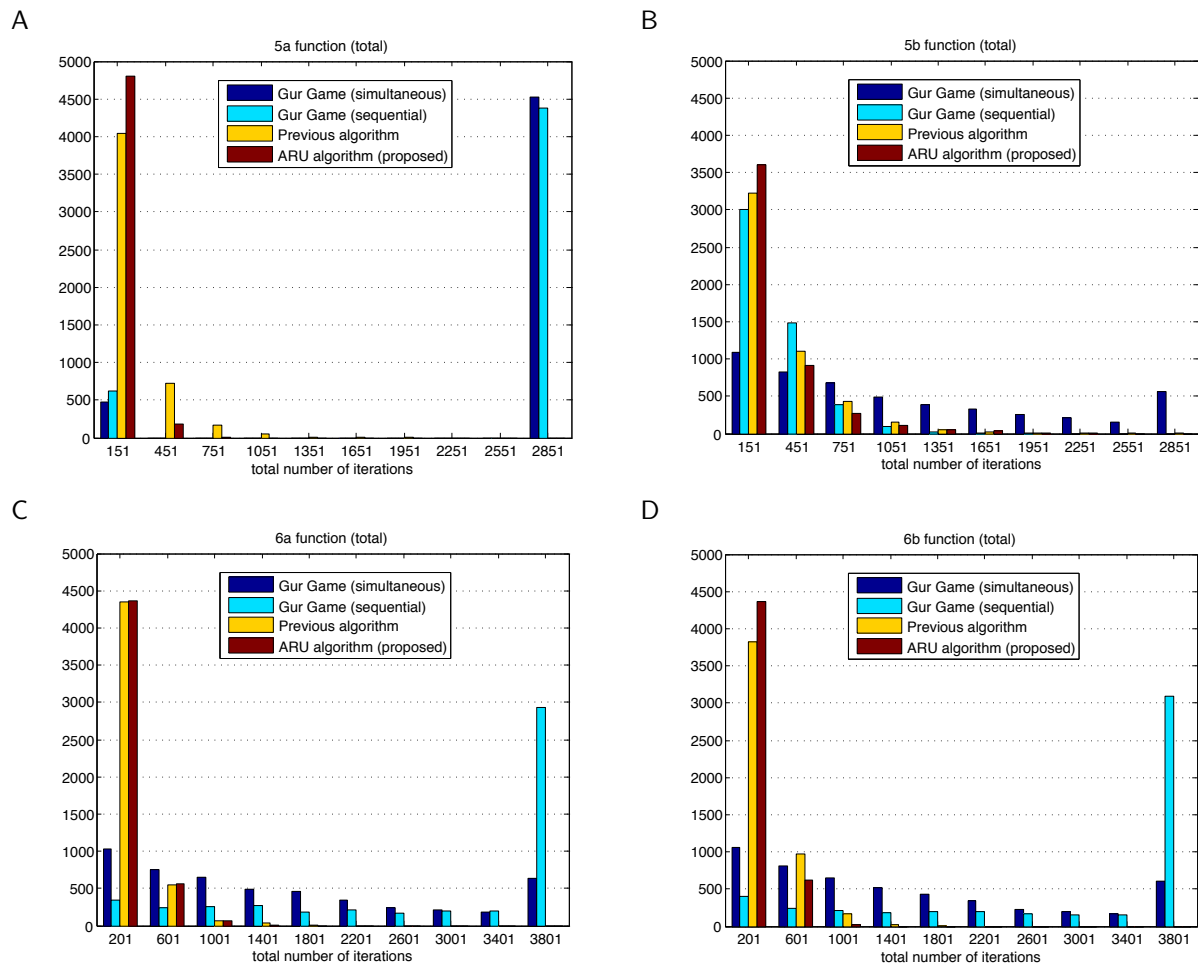 A
5a function (total)
5000
4500
4000
3500
3000
2500
2000
1500
1000
500
0
Gur Game (simultaneous)
Gur Game (sequential)
Previous algorithm
ARU algorithm (proposed)
151 451 751 1051 1351 1651 1951 2251 2551 2851
total number of iterations
B
5b function (total)
5000
4500
4000
3500
3000
2500
2000
1500
1000
500
0
Gur Game (simultaneous)
Gur Game (sequential)
Previous algorithm
ARU algorithm (proposed)
151 451 751 1051 1351 1651 1951 2251 2551 2851
total number of iterations
C
6a function (total)
5000
4500
4000
3500
3000
2500
2000
1500
1000
500
0
Gur Game (simultaneous)
Gur Game (sequential)
Previous algorithm
ARU algorithm (proposed)
201 601 1001 1401 1801 2201 2601 3001 3401 3801
total number of iterations
D
6b function (total)
5000
4500
4000
3500
3000
2500
2000
1500
1000
500
0
Gur Game (simultaneous)
Gur Game (sequential)
Previous algorithm
ARU algorithm (proposed)
201 601 1001 1401 1801 2201 2601 3001 3401 3801
total number of iterations